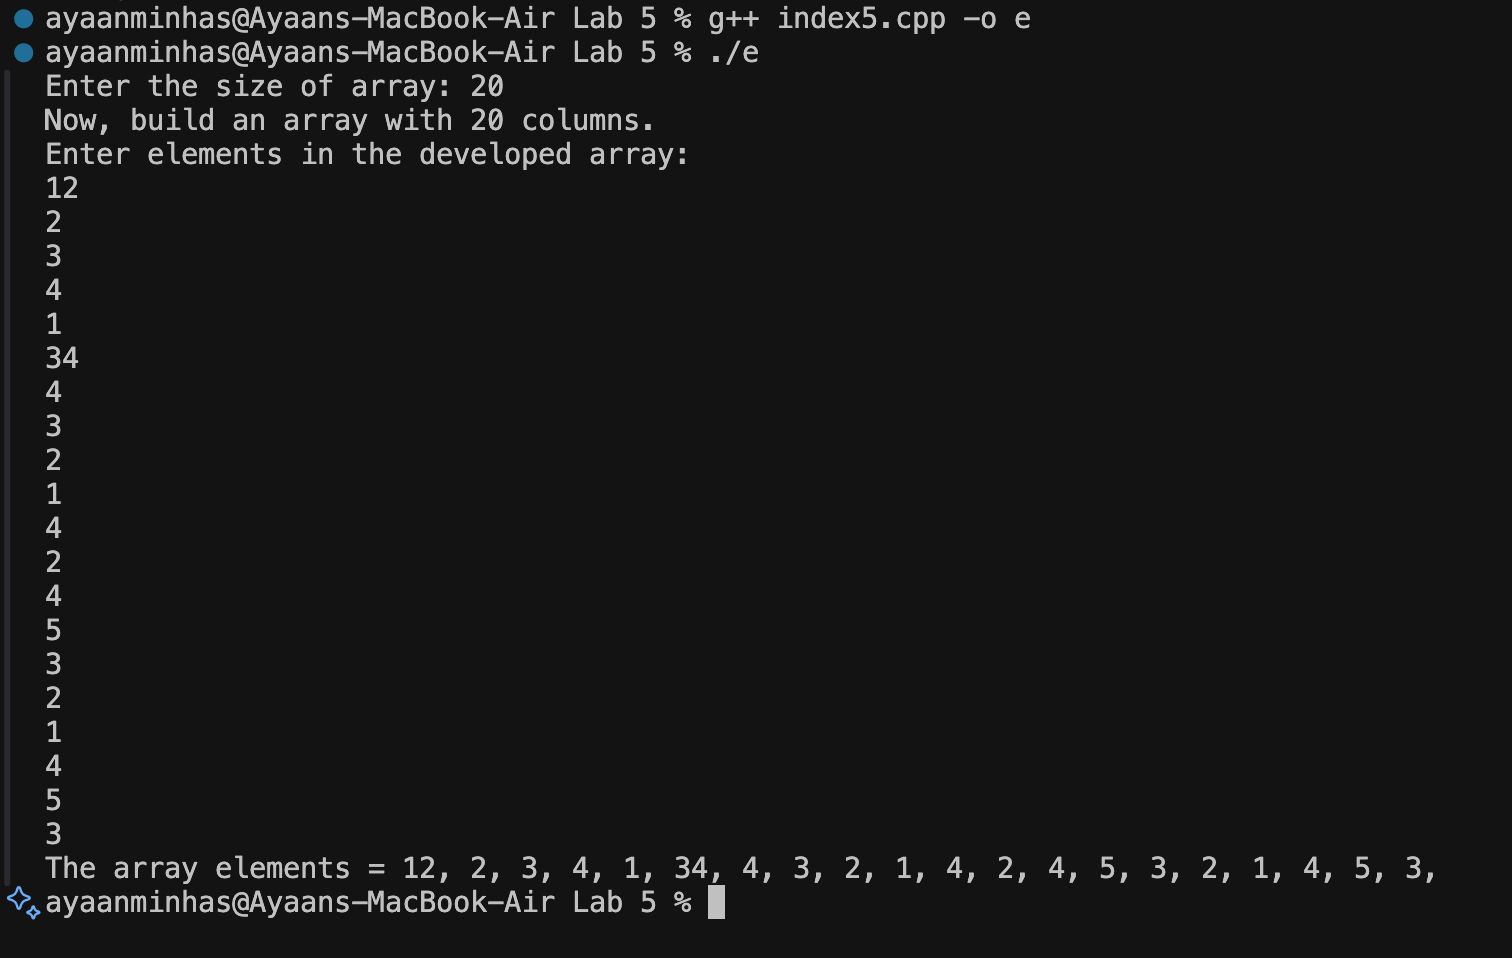 ayaanminhas@Ayaans-MacBook-Air Lab 5 % g++ index5.cpp -o e
ayaanminhas@Ayaans-MacBook-Air Lab 5 % ./e
Enter the size of array: 20
Now, build an array with 20 columns.
Enter elements in the developed array:
12
2
3
4
1
34
4
3
2
1
4
2
4
5
3
2
1
4
5
3
The array elements = 12, 2, 3, 4, 1, 34, 4, 3, 2, 1, 4, 2, 4, 5, 3, 2, 1, 4, 5, 3,
ayaanminhas@Ayaans-MacBook-Air Lab 5 %